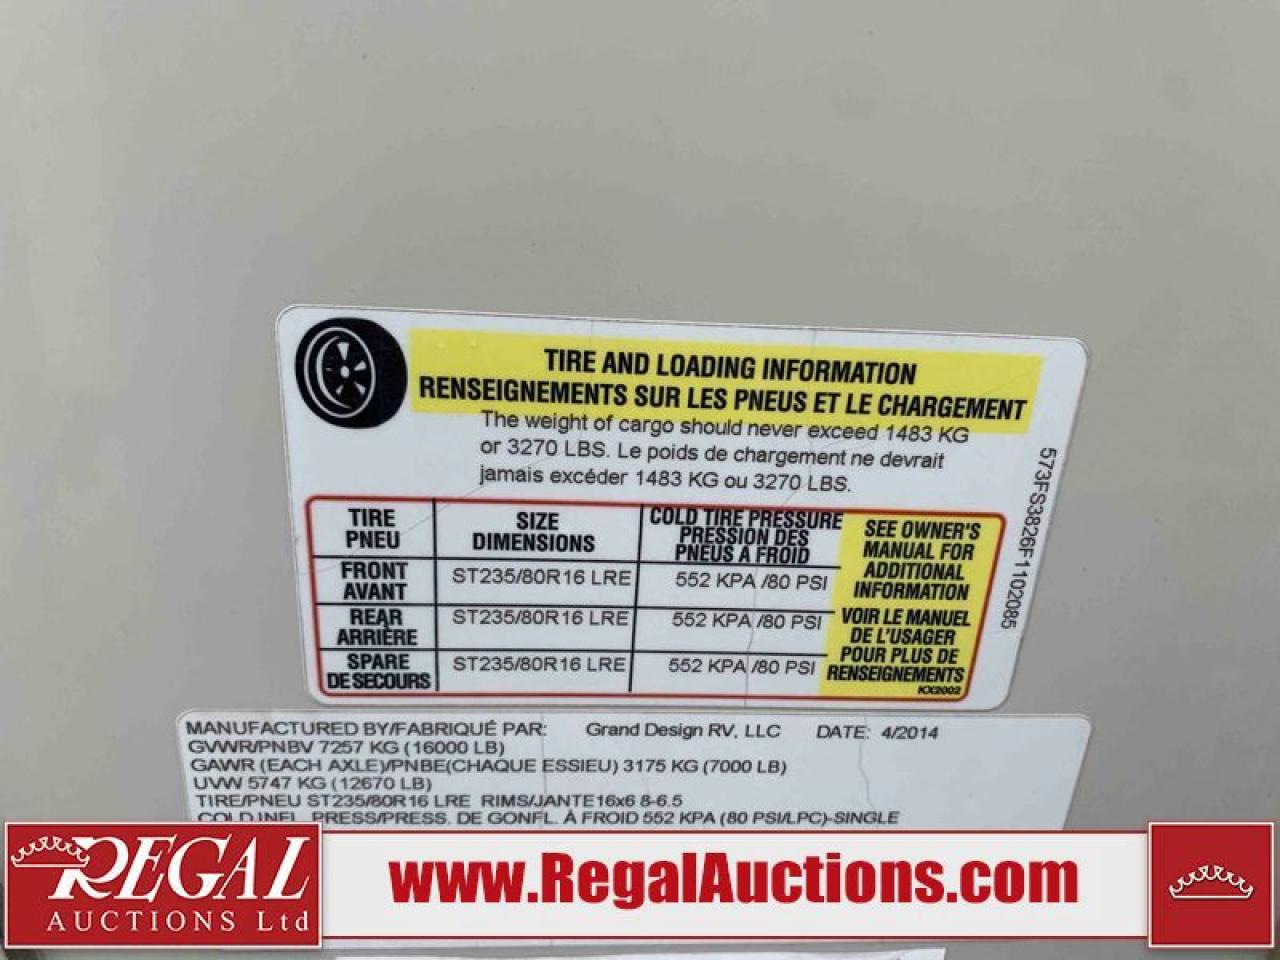 TIRE AND LOADING INFORMATION
RENSEIGNEMENTS SUR LES PNEUS ET LE CHARGEMENT
The weight of cargo should never exceed 1483 KG
or 3270 LBS. Le poids de chargement ne devrait
jamais excéder 1483 KG ou 3270 LBS.
TIRE
PNEU
SIZE
DIMENSIONS
COLD TIRE PRESSURE
PRESSION DES
PNEUS A FROID
FRONT
AVANT
ST235/80R16 LRE
552 KPA /80 PSI
REAR
ARRIÈRE
ST235/80R16 LRE
552 KPA /80 PSI
SPARE
DE SECOURS
ST235/80R16 LRE
552 KPA /80 PSI
SEE OWNER'S
MANUAL FOR
ADDITIONAL
INFORMATION
VOIR LE MANUEL
DE L'USAGER
POUR PLUS DE
RENSEIGNEMENTS
KX2002
573FS3826F1102085
MANUFACTURED BY/FABRIQUÉ PAR: Grand Design RV, LLC DATE: 4/2014
GVWR/PNBV 7257 KG (16000 LB)
GAWR (EACH AXLE)/PNBE(CHAQUE ESSIEU) 3175 KG (7000 LB)
UVW 5747 KG (12670 LB)
TIRE/PNEU ST235/80R16 LRE RIMS/JANTE16x6 8-6.5
COLD INFL. PRESS/PRESS. DE GONFL. À FROID 552 KPA (80 PSI/LPC)-SINGLE
REGAL
AUCTIONS Ltd
www.RegalAuctions.com